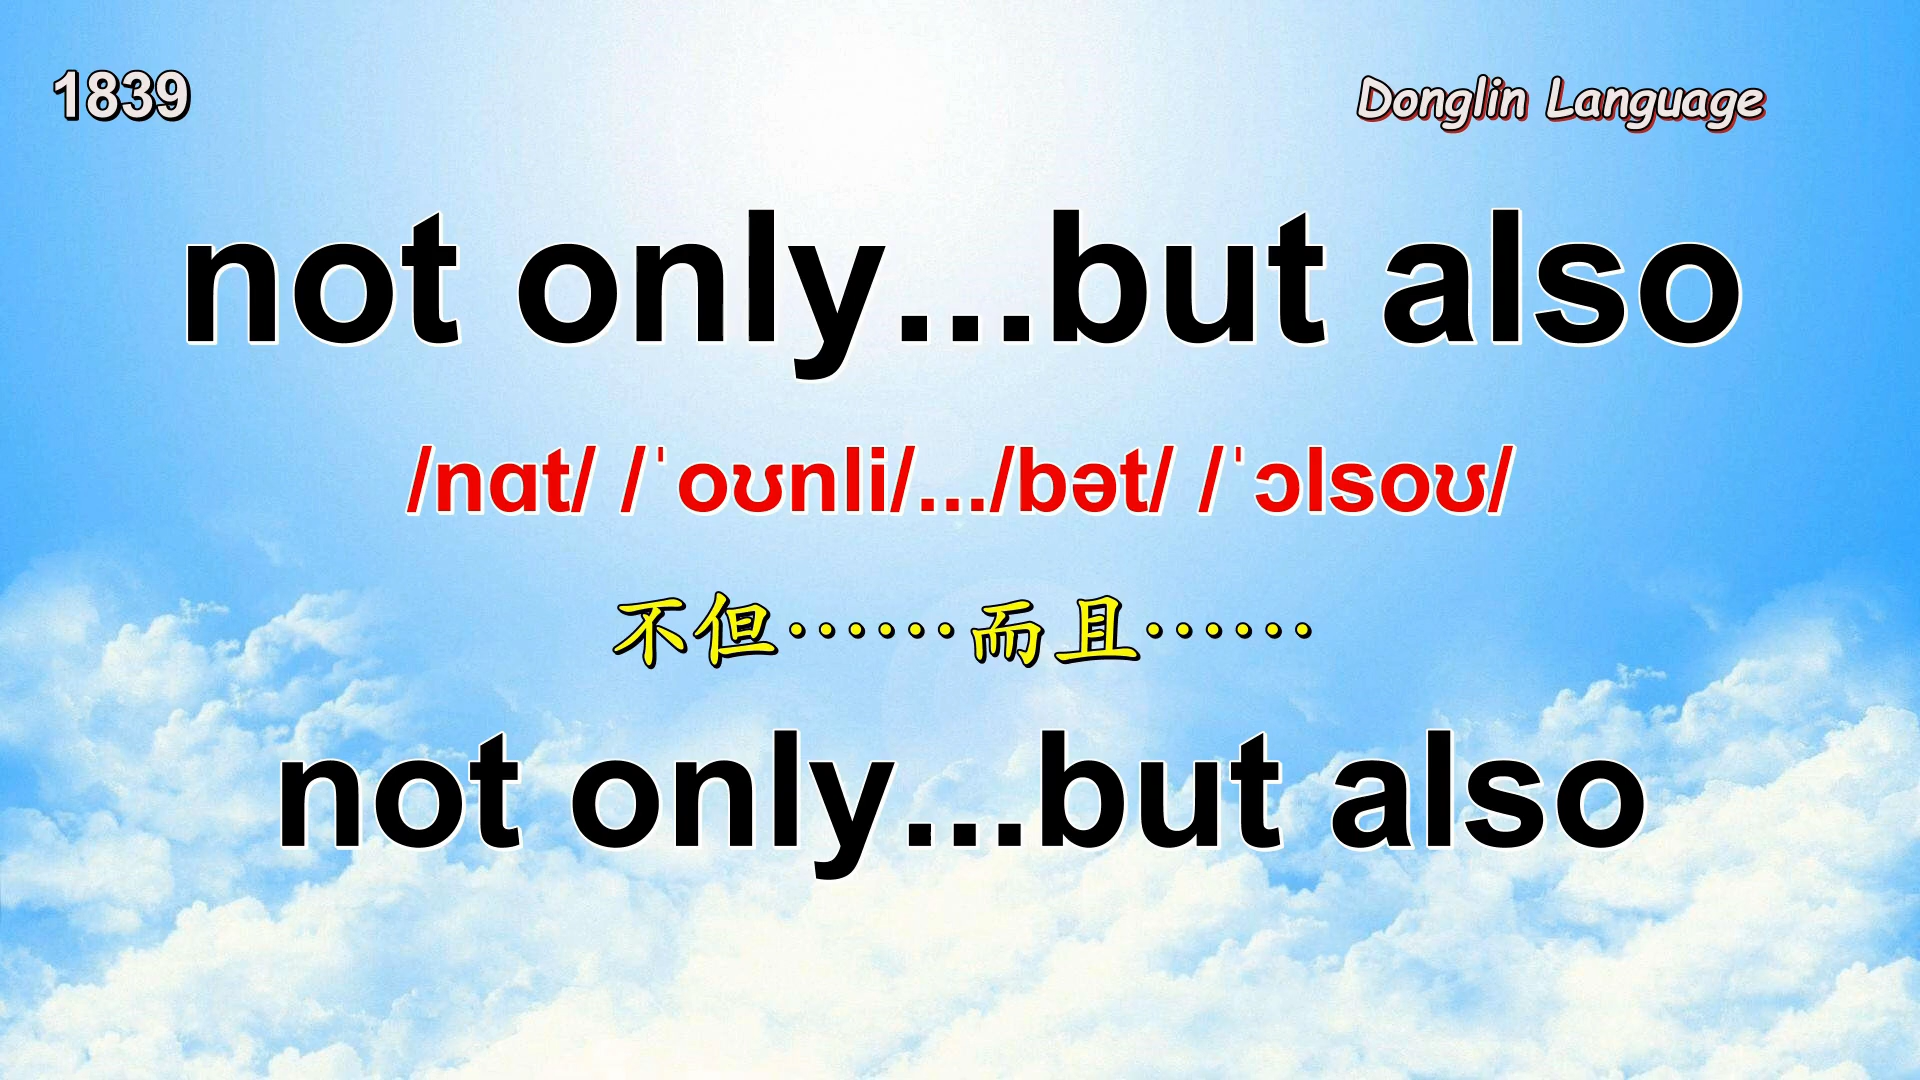 1839
Donglin Language
not only...but also
/nɑt/ /ˈoʊnli/.../bət/ /ˈɔlsoʊ/
不但……而且……
not only...but also